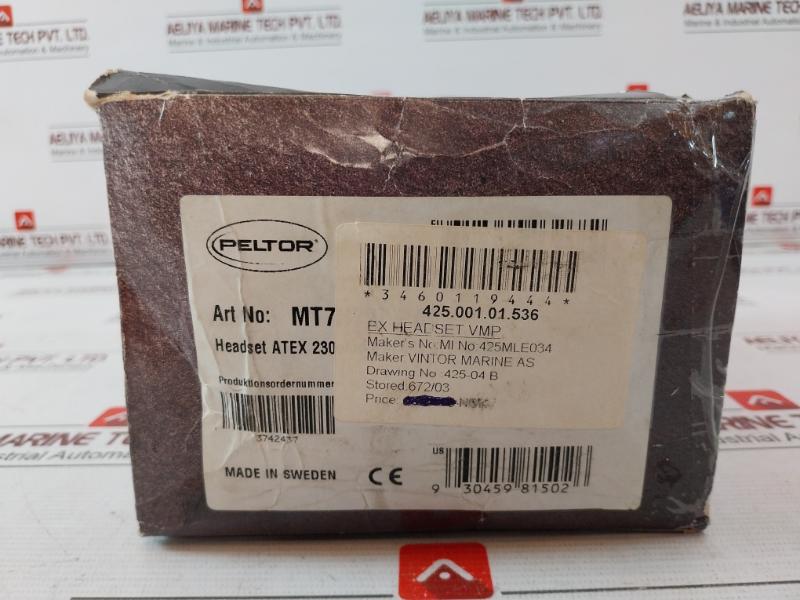 AELIYA MARINE TECH PVT. LTD.
Marine & Industrial Automation & Machinery
PELTOR®
Art No: MT7
Headset ATEX 230
Produktionsordernummer
3742437
MADE IN SWEDEN
CE
*3460119444*
425.001.01.536
EX HEADSET VMP
Maker's No:MI No:425MLE034
Maker VINTOR MARINE AS
Drawing No :425-04 B
Stored:672/03
Price:
US
9 30459 81502